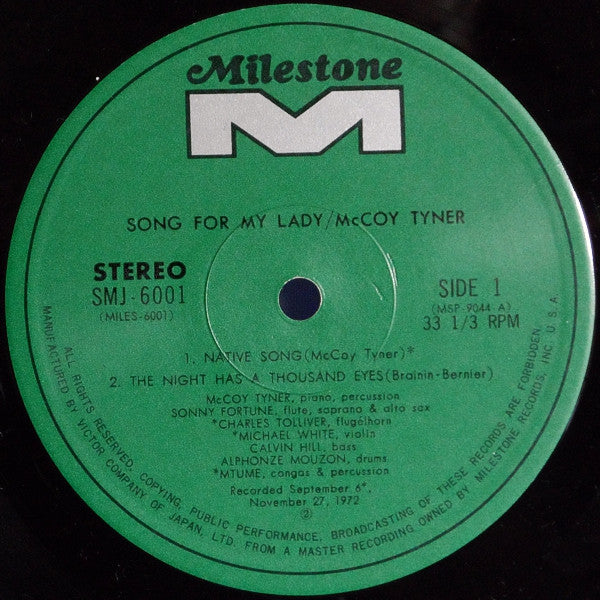 Milestone
M
SONG FOR MY LADY/McCOY TYNER
STEREO
SMJ-6001
(MILES-6001)
SIDE 1
(MSP-9044 A)
33 1/3 RPM
1. NATIVE SONG (McCoy Tyner)*
2. THE NIGHT HAS A THOUSAND EYES (Brainin-Bernier)
McCOY TYNER, piano, percussion
SONNY FORTUNE, flute, soprano & alto sax
*CHARLES TOLLIVER, flugelhorn
*MICHAEL WHITE, violin
CALVIN HILL, bass
ALPHONZE MOUZON, drums
*MTUME, congas & percussion
Recorded September 6*,
November 27, 1972
②
ALL RIGHTS RESERVED. COPYING, PUBLIC PERFORMANCE, BROADCASTING OF THESE RECORDS ARE FORBIDDEN.
MANUFACTURED BY VICTOR COMPANY OF JAPAN, LTD. FROM A MASTER RECORDING OWNED BY MILESTONE RECORDS, INC. U.S.A.